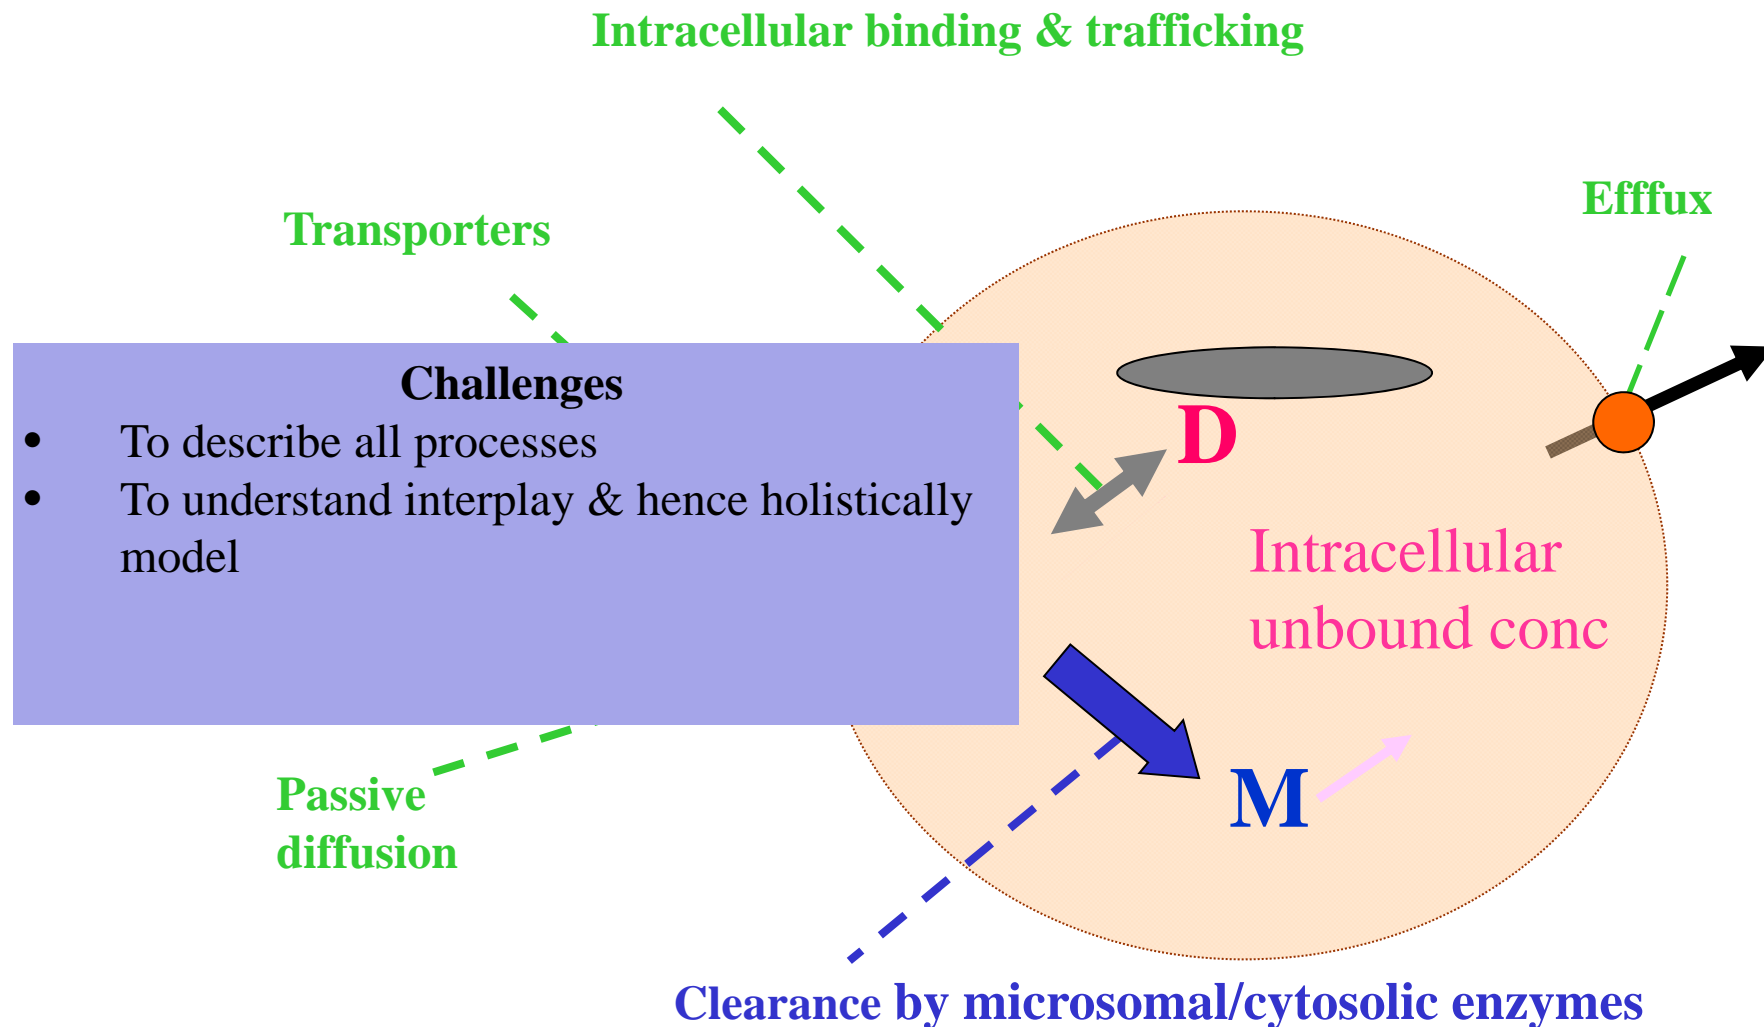 Intracellular binding & trafficking
Efffux
Transporters
Challenges
• To describe all processes
• To understand interplay & hence holistically
model
D
Intracellular
unbound conc
M
Passive
diffusion
Clearance by microsomal/cytosolic enzymes